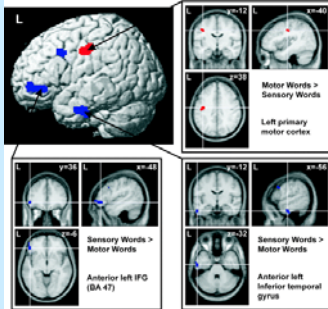 L
L y=-12
L x=-40
L z=38
Motor Words >
Sensory Words
Left primary
motor cortex
L y=36
L x=-48
L z=-6
Sensory Words >
Motor Words
Anterior left IFG
(BA 47)
L y=-12
L x=-56
L z=-32
Sensory Words >
Motor Words
Anterior left
Inferior temporal
gyrus